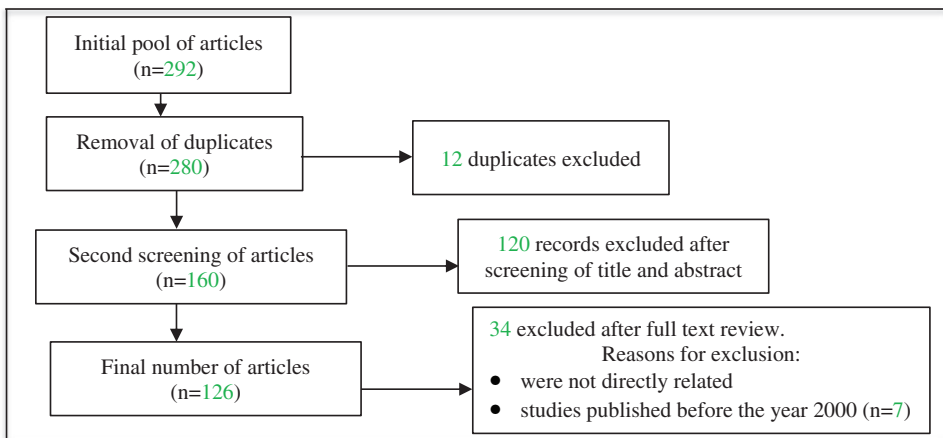 Initial pool of articles
(n=292)
Removal of duplicates
(n=280)
12 duplicates excluded
Second screening of articles
(n=160)
120 records excluded after
screening of title and abstract
Final number of articles
(n=126)
34 excluded after full text review.
Reasons for exclusion:
● were not directly related
● studies published before the year 2000 (n=7)